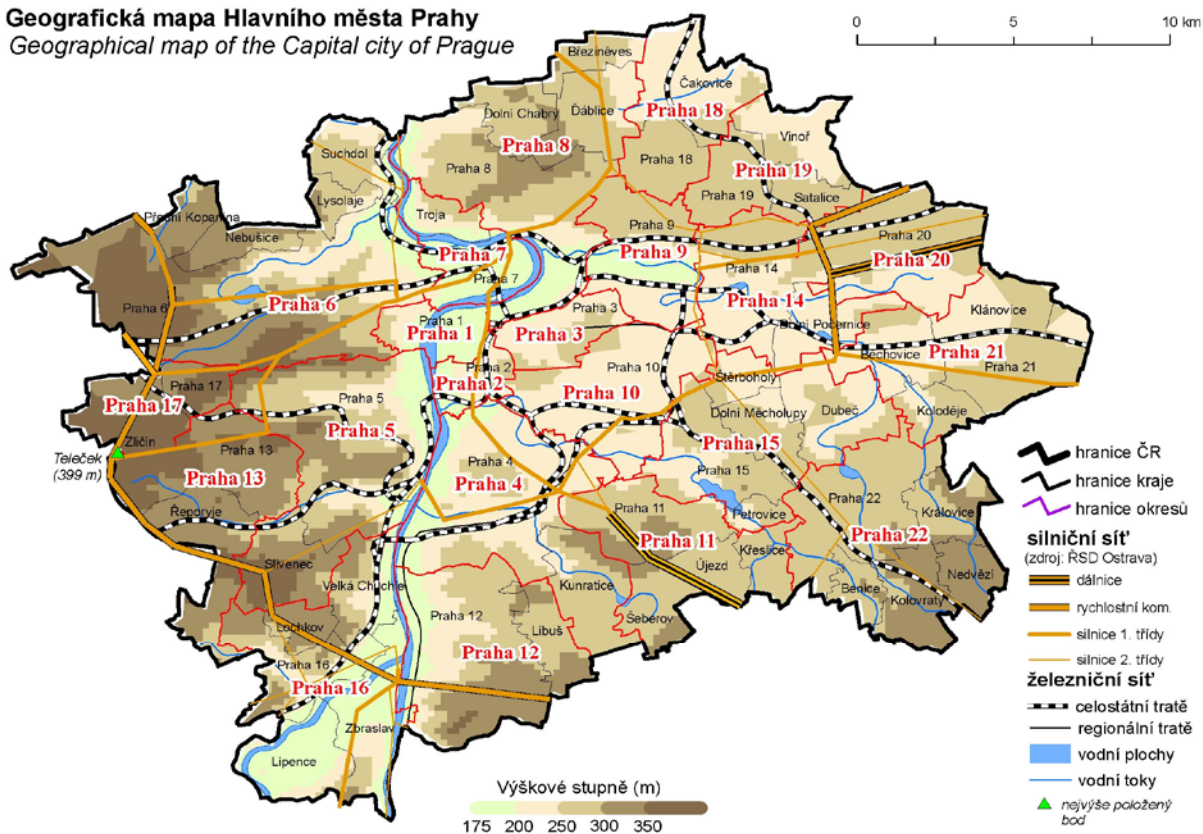 Geografická mapa Hlavního města Prahy
Geographical map of the Capital city of Prague
0 5 10 km
Březiněves
Čakovice
Dolní Chabry
Ďáblice
Praha 18
Praha 8
Vinoř
Suchdol
Praha 8
Praha 18
Praha 19
Lysolaje
Troja
Praha 19
Satalice
Přední Kopanina
Nebušice
Praha 9
Praha 20
Praha 7
Praha 9
Praha 20
Praha 14
Praha 7
Praha 6
Praha 6
Praha 14
Praha 3
Klánovice
Praha 1
Praha 1
Praha 3
Dolní Počernice
Běchovice
Praha 21
Praha 2
Praha 10
Praha 21
Praha 17
Praha 2
Štěrboholy
Praha 17
Praha 5
Praha 10
Dolní Měcholupy
Dubeč
Koloděje
Praha 5
Zličín
Praha 13
Praha 15
Teleček
(399 m)
Praha 13
Praha 4
Praha 4
Praha 15
Praha 22
Řeporyje
Praha 11
Petrovice
Královice
Praha 11
Praha 22
Křeslice
Slivenec
Újezd
Velká Chuchle
Kunratice
Nedvězí
Benice
Kolovraty
Praha 12
Šeberov
Lochkov
Libuš
Praha 12
Praha 16
Praha 16
Zbraslav
Lipence
Výškové stupně (m)
175 200 250 300 350
hranice ČR
hranice kraje
hranice okresů
silniční síť
(zdroj: ŘSD Ostrava)
dálnice
rychlostní kom.
silnice 1. třídy
silnice 2. třídy
železniční síť
celostátní tratě
regionální tratě
vodní plochy
vodní toky
nejvýše položený
bod